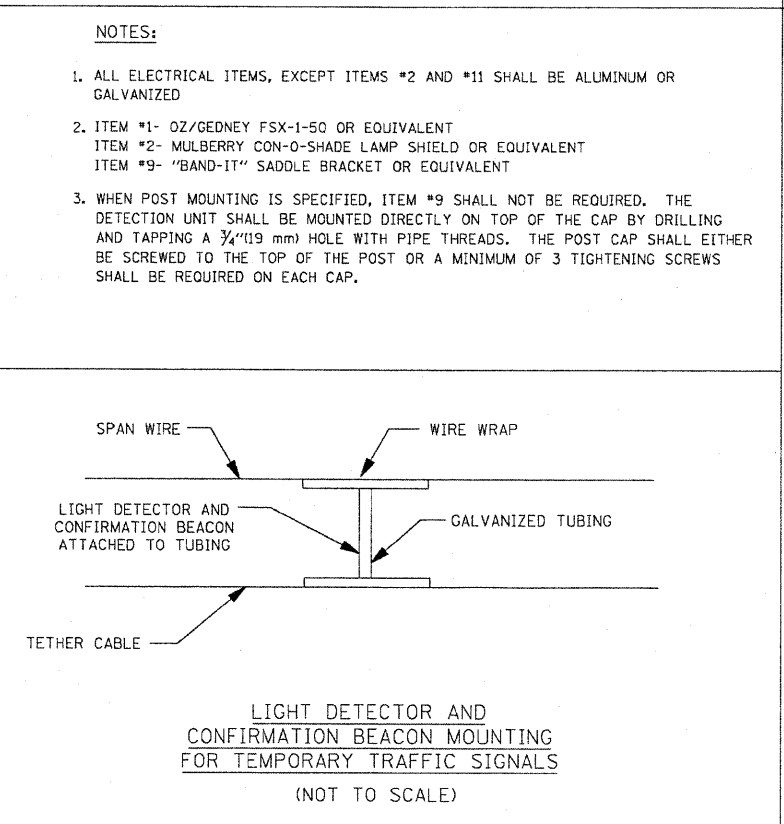 NOTES:
1. ALL ELECTRICAL ITEMS, EXCEPT ITEMS #2 AND #11 SHALL BE ALUMINUM OR
GALVANIZED
2. ITEM #1- OZ/GEDNEY FSX-1-50 OR EQUIVALENT
ITEM #2- MULBERRY CON-O-SHADE LAMP SHIELD OR EQUIVALENT
ITEM #9- "BAND-IT" SADDLE BRACKET OR EQUIVALENT
3. WHEN POST MOUNTING IS SPECIFIED, ITEM #9 SHALL NOT BE REQUIRED. THE
DETECTION UNIT SHALL BE MOUNTED DIRECTLY ON TOP OF THE CAP BY DRILLING
AND TAPPING A 3/4"(19 mm) HOLE WITH PIPE THREADS. THE POST CAP SHALL EITHER
BE SCREWED TO THE TOP OF THE POST OR A MINIMUM OF 3 TIGHTENING SCREWS
SHALL BE REQUIRED ON EACH CAP.
SPAN WIRE
WIRE WRAP
LIGHT DETECTOR AND
CONFIRMATION BEACON
ATTACHED TO TUBING
GALVANIZED TUBING
TETHER CABLE
LIGHT DETECTOR AND
CONFIRMATION BEACON MOUNTING
FOR TEMPORARY TRAFFIC SIGNALS
(NOT TO SCALE)